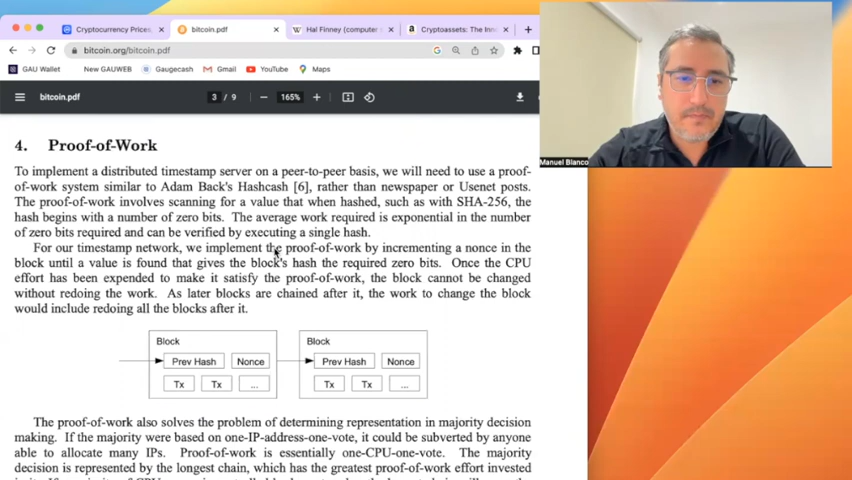 Cryptocurrency Prices,
bitcoin.pdf
Hal Finney (computer s
Cryptoassets: The Inno
bitcoin.org/bitcoin.pdf
GAU Wallet
New GAUWEB
Gaugecash
Gmail
YouTube
Maps
bitcoin.pdf
3 / 9
165%
Manuel Blanco
4. Proof-of-Work
To implement a distributed timestamp server on a peer-to-peer basis, we will need to use a proof-
of-work system similar to Adam Back's Hashcash [6], rather than newspaper or Usenet posts.
The proof-of-work involves scanning for a value that when hashed, such as with SHA-256, the
hash begins with a number of zero bits. The average work required is exponential in the number
of zero bits required and can be verified by executing a single hash.
For our timestamp network, we implement the proof-of-work by incrementing a nonce in the
block until a value is found that gives the block's hash the required zero bits. Once the CPU
effort has been expended to make it satisfy the proof-of-work, the block cannot be changed
without redoing the work. As later blocks are chained after it, the work to change the block
would include redoing all the blocks after it.
Block
Prev Hash
Nonce
Tx
Tx
...
Block
Prev Hash
Nonce
Tx
Tx
...
The proof-of-work also solves the problem of determining representation in majority decision
making. If the majority were based on one-IP-address-one-vote, it could be subverted by anyone
able to allocate many IPs. Proof-of-work is essentially one-CPU-one-vote. The majority
decision is represented by the longest chain, which has the greatest proof-of-work effort invested